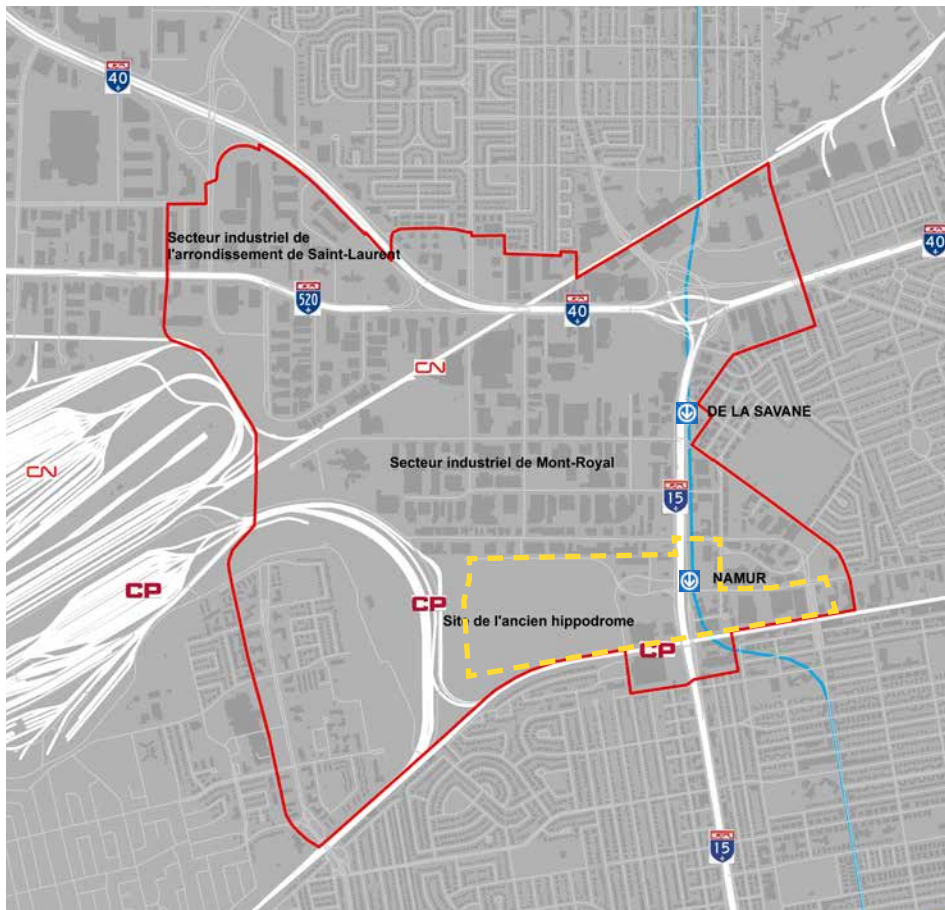 40
Secteur industriel de
l'arrondissement de Saint-Laurent
40
520
40
CN
DE LA SAVANE
CN
Secteur industriel de Mont-Royal
15
CP
CP
NAMUR
Site de l'ancien hippodrome
CP
15